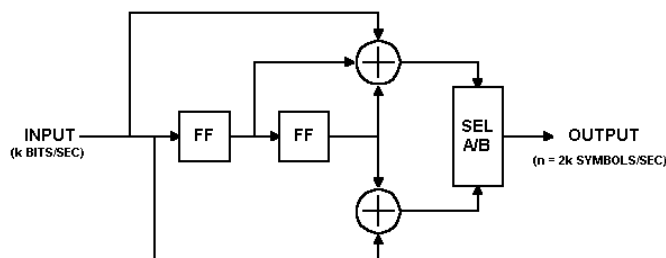 INPUT
(k BITS/SEC)
FF
FF
SEL
A/B
OUTPUT
(n = 2k SYMBOLS/SEC)